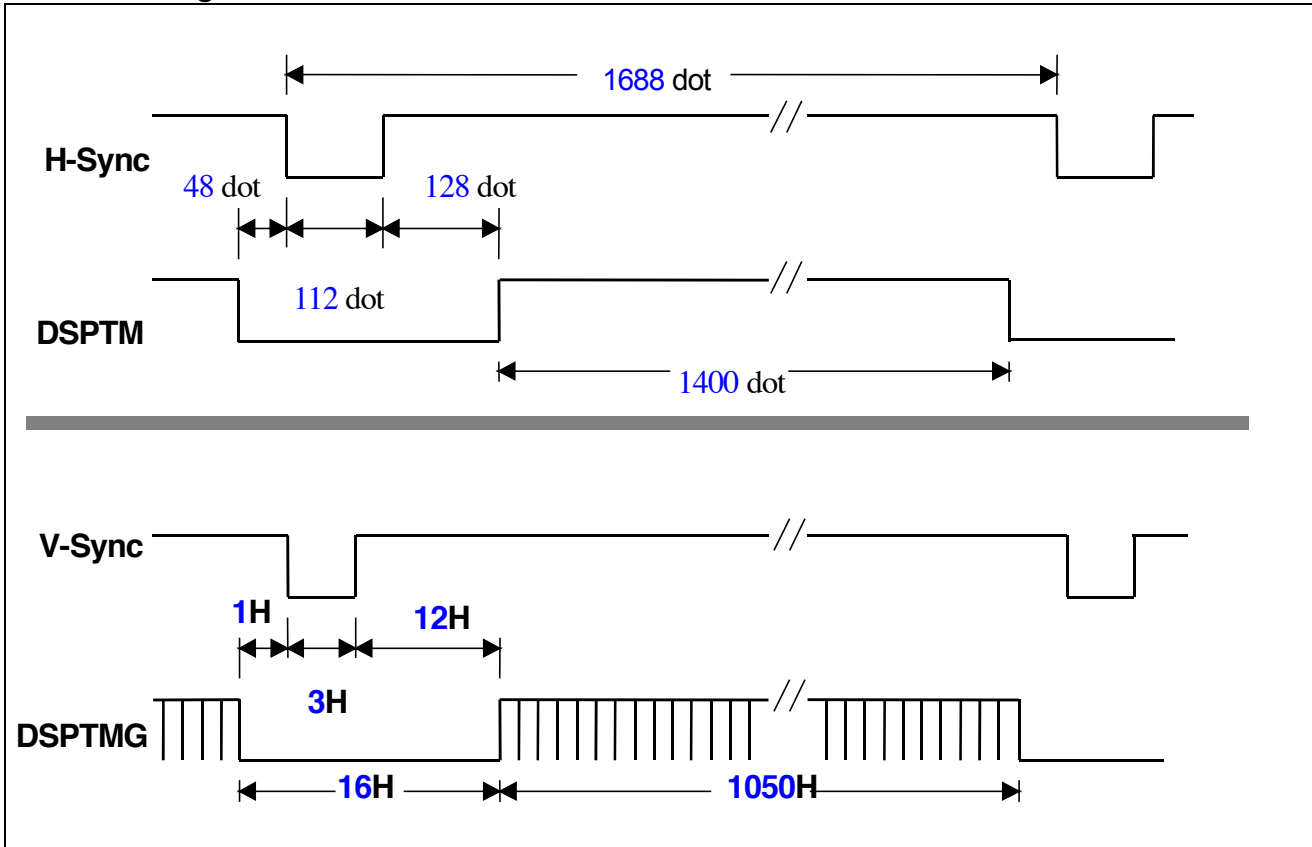 1688 dot
H-Sync
48 dot
128 dot
112 dot
DSPTM
1400 dot
V-Sync
1H
12H
3H
DSPTMG
16H
1050H